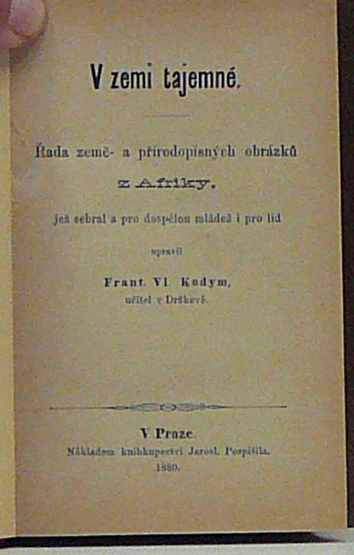 V zemi tajemné.
Řada země- a přírodopisných obrázků
z Afriky,
jež sebral a pro dospělou mládež i pro lid
upravil
Frant. Vl. Kodym,
učitel v Drškově.
V Praze.
Nákladem knihkupectví Jarosl. Pospíšila.
1880.